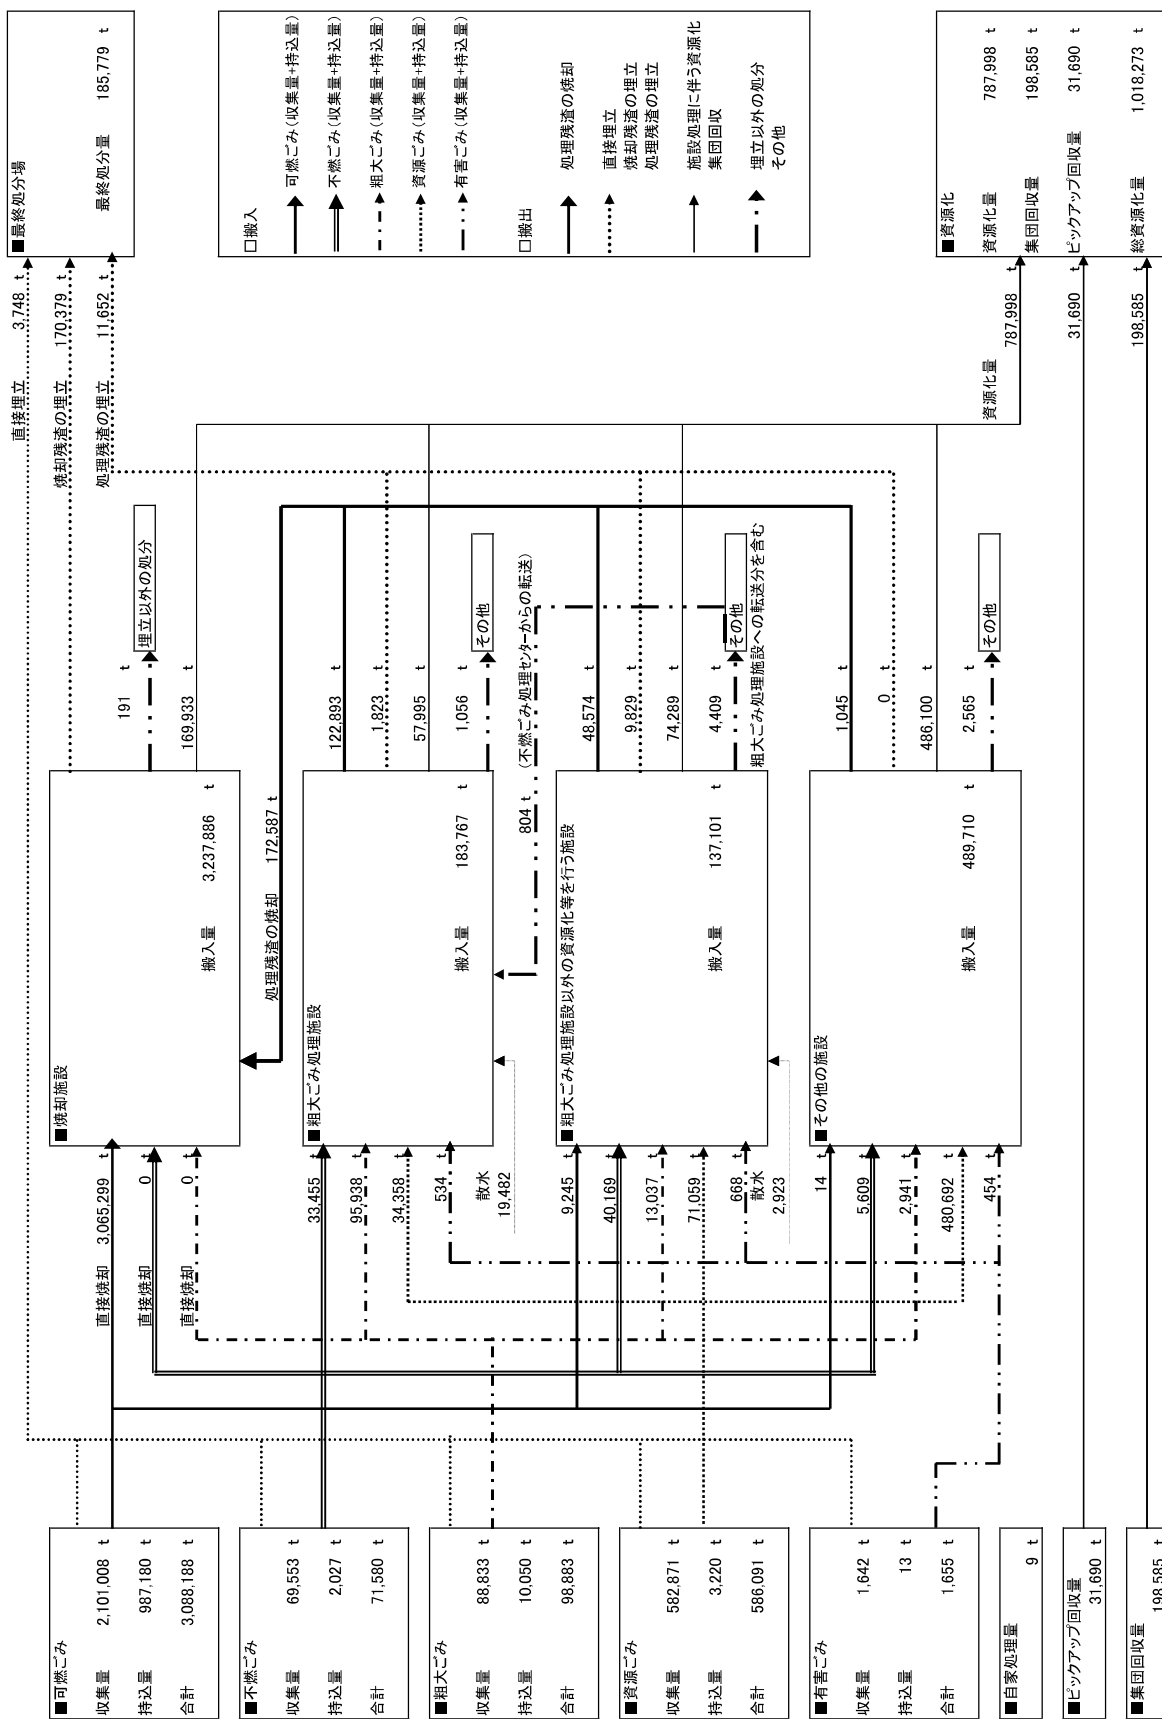 ■可燃ごみ
収集量 2,101,008 t
持込量 987,180 t
合計 3,088,188 t
■不燃ごみ
収集量 69,553 t
持込量 2,027 t
合計 71,580 t
■粗大ごみ
収集量 88,833 t
持込量 10,050 t
合計 98,883 t
■資源ごみ
収集量 582,871 t
持込量 3,220 t
合計 586,091 t
■有害ごみ
収集量 1,642 t
持込量 13 t
合計 1,655 t
■自家処理量
9 t
■ピックアップ回収量
31,690 t
■集団回収量
198,585 t
直接焼却 3,065,299 t
直接焼却 0 t
直接焼却 0 t
33,455 t
95,938 t
34,358 t
534 t
散水
19,482
9,245 t
40,169 t
13,037 t
71,059 t
668 t
散水
2,923
14 t
5,609 t
2,941 t
480,692 t
454 t
■焼却施設
搬入量 3,237,886 t
処理残渣の焼却 172,587 t
■粗大ごみ処理施設
搬入量 183,767 t
804 t (不燃ごみ処理センターからの転送)
■粗大ごみ処理施設以外の資源化等を行う施設
搬入量 137,101 t
■その他の施設
搬入量 489,710 t
191 t
埋立以外の処分
169,933 t
122,893 t
1,823 t
57,995 t
1,056 t
その他
48,574 t
9,829 t
74,289 t
4,409 t
その他
粗大ごみ処理施設への転送分を含む
1,045 t
0 t
486,100 t
2,565 t
その他
直接埋立 3,748 t
焼却残渣の埋立 170,379 t
処理残渣の埋立 11,652 t
資源化量 787,998 t
31,690 t
198,585 t
■最終処分場
最終処分量 185,779 t
□搬入
可燃ごみ(収集量+持込量)
不燃ごみ(収集量+持込量)
粗大ごみ(収集量+持込量)
資源ごみ(収集量+持込量)
有害ごみ(収集量+持込量)
□搬出
処理残渣の焼却
直接埋立
焼却残渣の埋立
処理残渣の埋立
施設処理に伴う資源化
集団回収
埋立以外の処分
その他
■資源化
資源化量 787,998 t
集団回収量 198,585 t
ピックアップ回収量 31,690 t
総資源化量 1,018,273 t